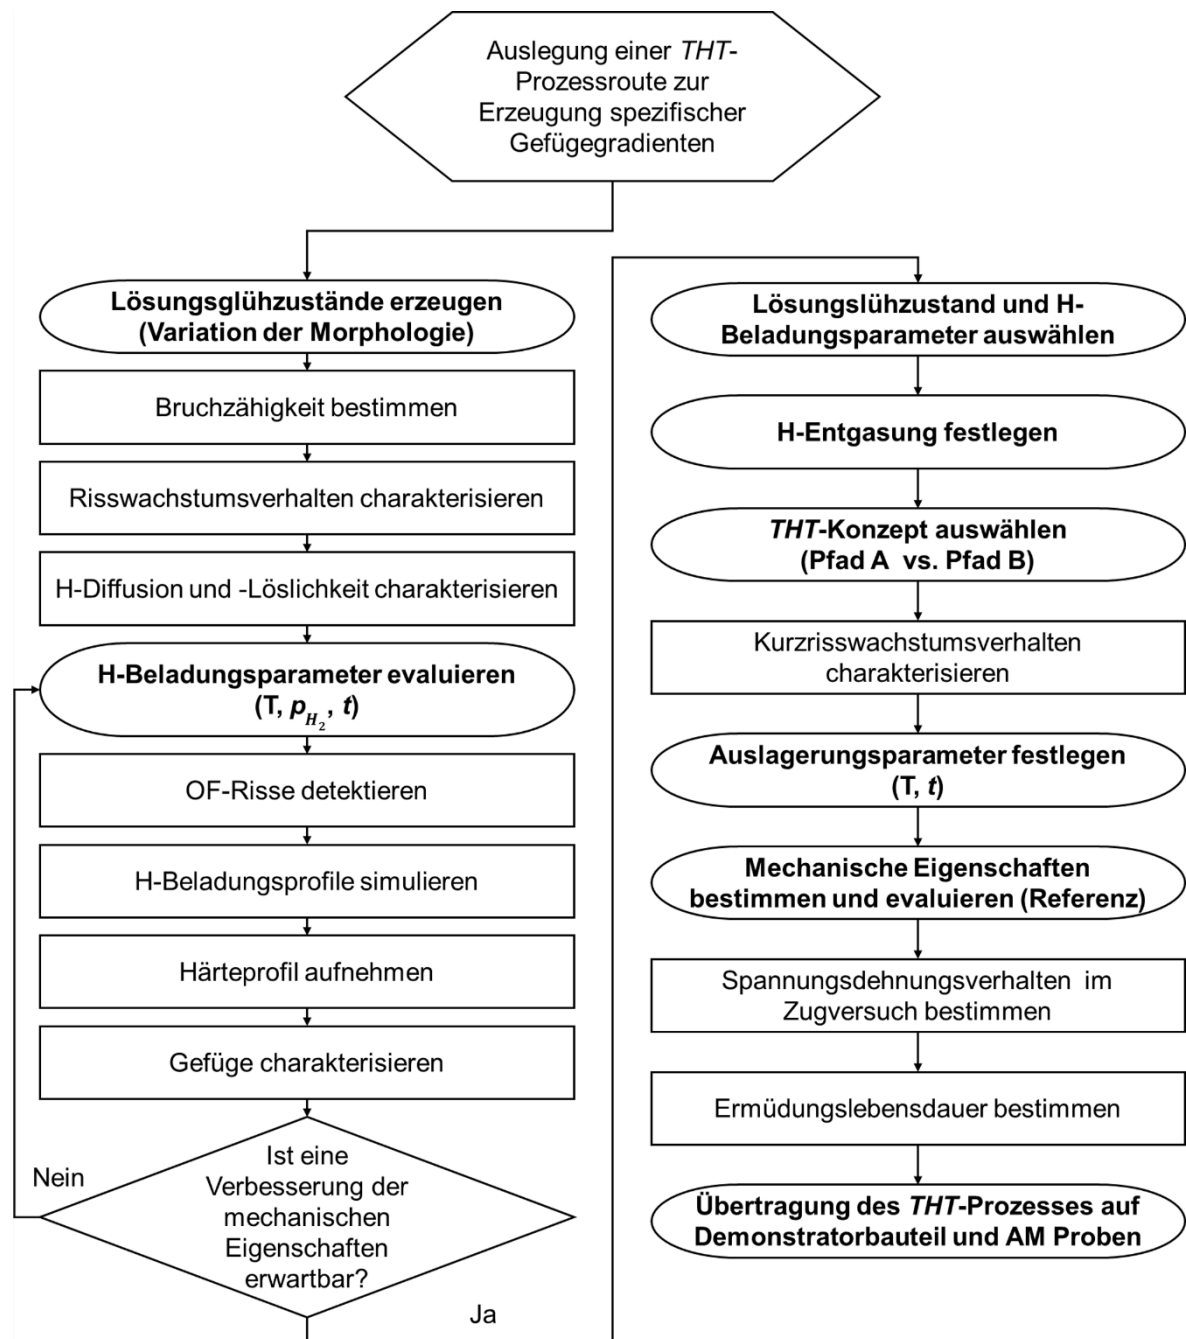 Auslegung einer THT-
Prozessroute zur
Erzeugung spezifischer
Gefügegradienten
Lösungsglühzustände erzeugen
(Variation der Morphologie)
Bruchzähigkeit bestimmen
Risswachstumsverhalten charakterisieren
H-Diffusion und -Löslichkeit charakterisieren
H-Beladungsparameter evaluieren
(T, p_{H_2}, t)
OF-Risse detektieren
H-Beladungsprofile simulieren
Härteprofil aufnehmen
Gefüge charakterisieren
Ist eine
Verbesserung der
mechanischen
Eigenschaften
erwartbar?
Nein
Ja
Lösungslühzustand und H-
Beladungsparameter auswählen
H-Entgasung festlegen
THT-Konzept auswählen
(Pfad A vs. Pfad B)
Kurzrisswachstumsverhalten
charakterisieren
Auslagerungsparameter festlegen
(T, t)
Mechanische Eigenschaften
bestimmen und evaluieren (Referenz)
Spannungsdehnungsverhalten im
Zugversuch bestimmen
Ermüdungslebensdauer bestimmen
Übertragung des THT-Prozesses auf
Demonstratorbauteil und AM Proben